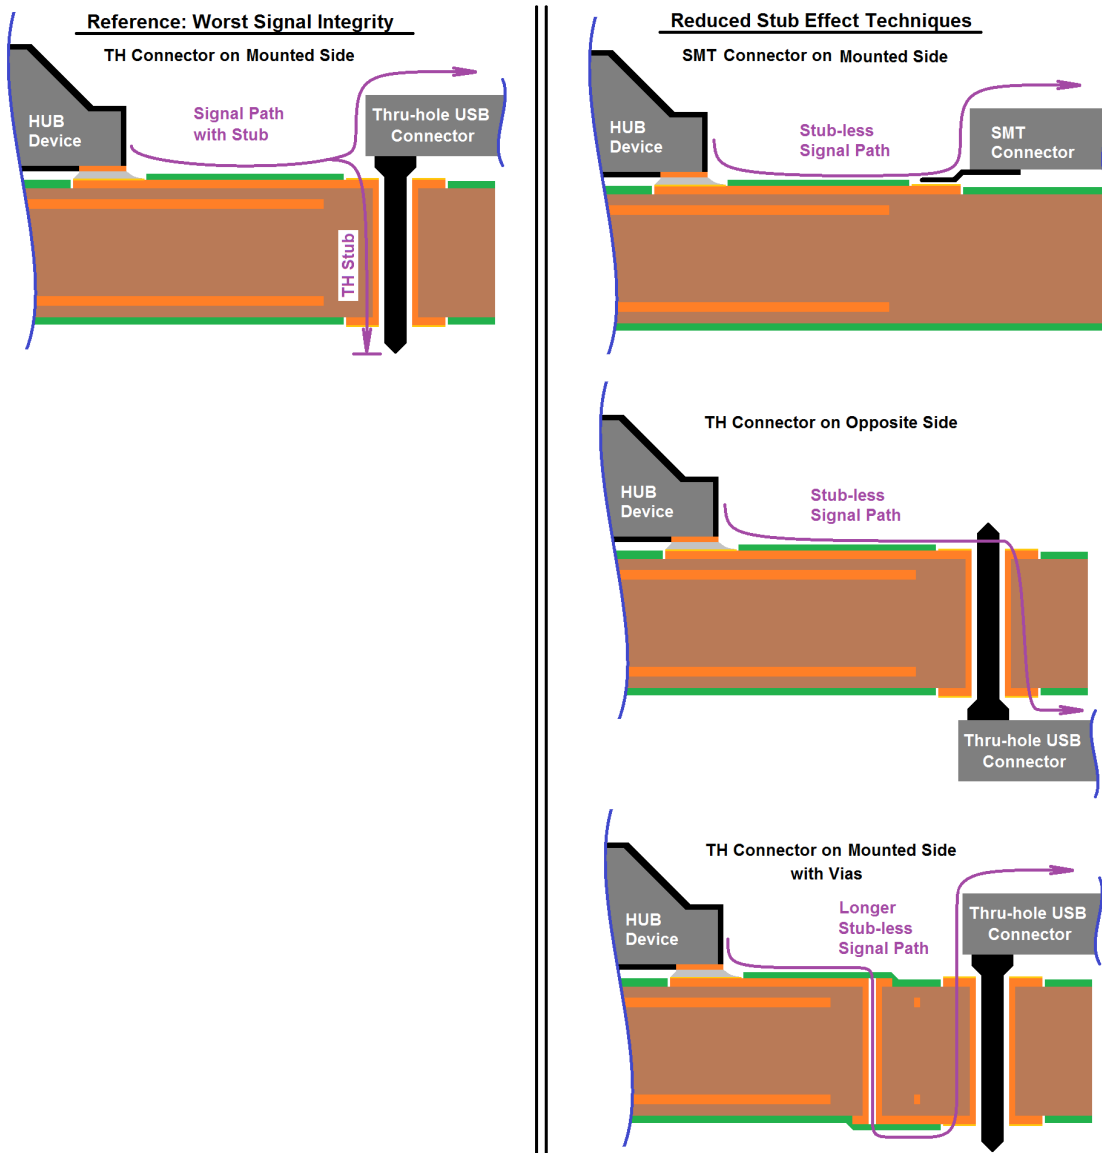 Reference: Worst Signal Integrity
TH Connector on Mounted Side
HUB
Device
Signal Path
with Stub
Thru-hole USB
Connector
TH Stub
Reduced Stub Effect Techniques
SMT Connector on Mounted Side
HUB
Device
Stub-less
Signal Path
SMT
Connector
TH Connector on Opposite Side
HUB
Device
Stub-less
Signal Path
Thru-hole USB
Connector
TH Connector on Mounted Side
with Vias
HUB
Device
Longer
Stub-less
Signal Path
Thru-hole USB
Connector